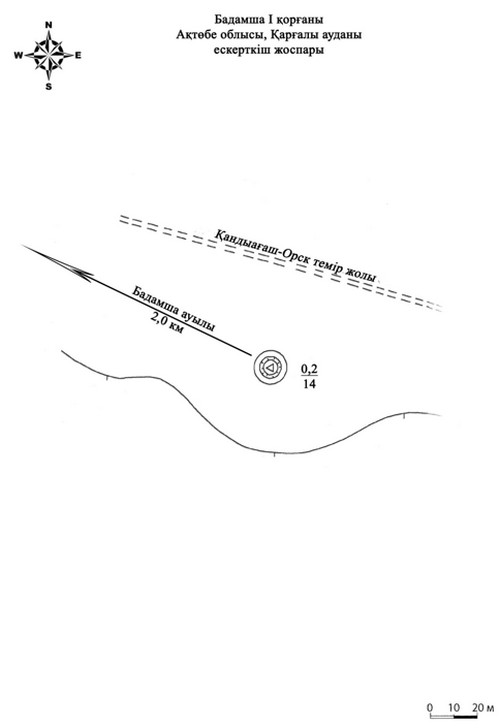 Бадамша I қорғаны
Ақтөбе облысы, Қарғалы ауданы
ескерткіш жоспары
N
W
E
S
Қандыағаш-Орск темір жолы
Бадамша ауылы
2,0 км
0,2
14
0 10 20 м